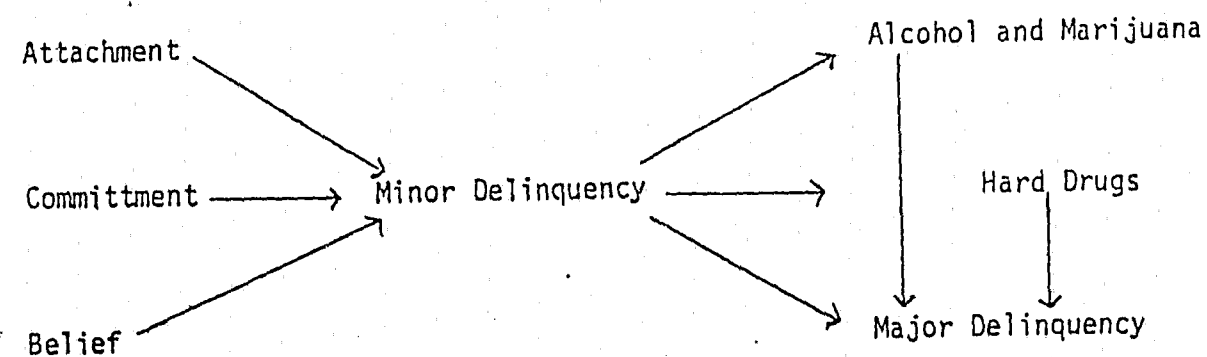 Alcohol and Marijuana
Attachment
Committment
Minor Delinquency
Hard Drugs
Major Delinquency
Belief